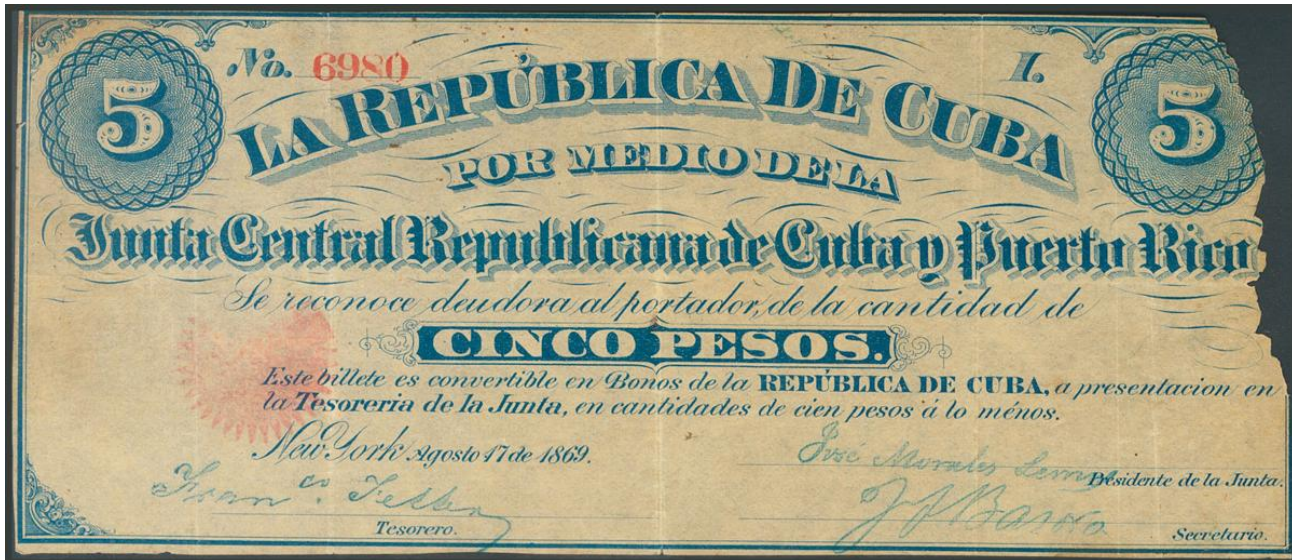 5 No. 6980 I. 5
LA REPÚBLICA DE CUBA
POR MEDIO DE LA
Junta Central Republicana de Cuba y Puerto Rico
Se reconoce deudora al portador, de la cantidad de
CINCO PESOS.
Este billete es convertible en Bonos de la REPÚBLICA DE CUBA, a presentacion en
la Tesoreria de la Junta, en cantidades de cien pesos á lo ménos.
New York Agosto 17 de 1869.
José Morales Lemus
Presidente de la Junta.
Tesorero.
Secretario.